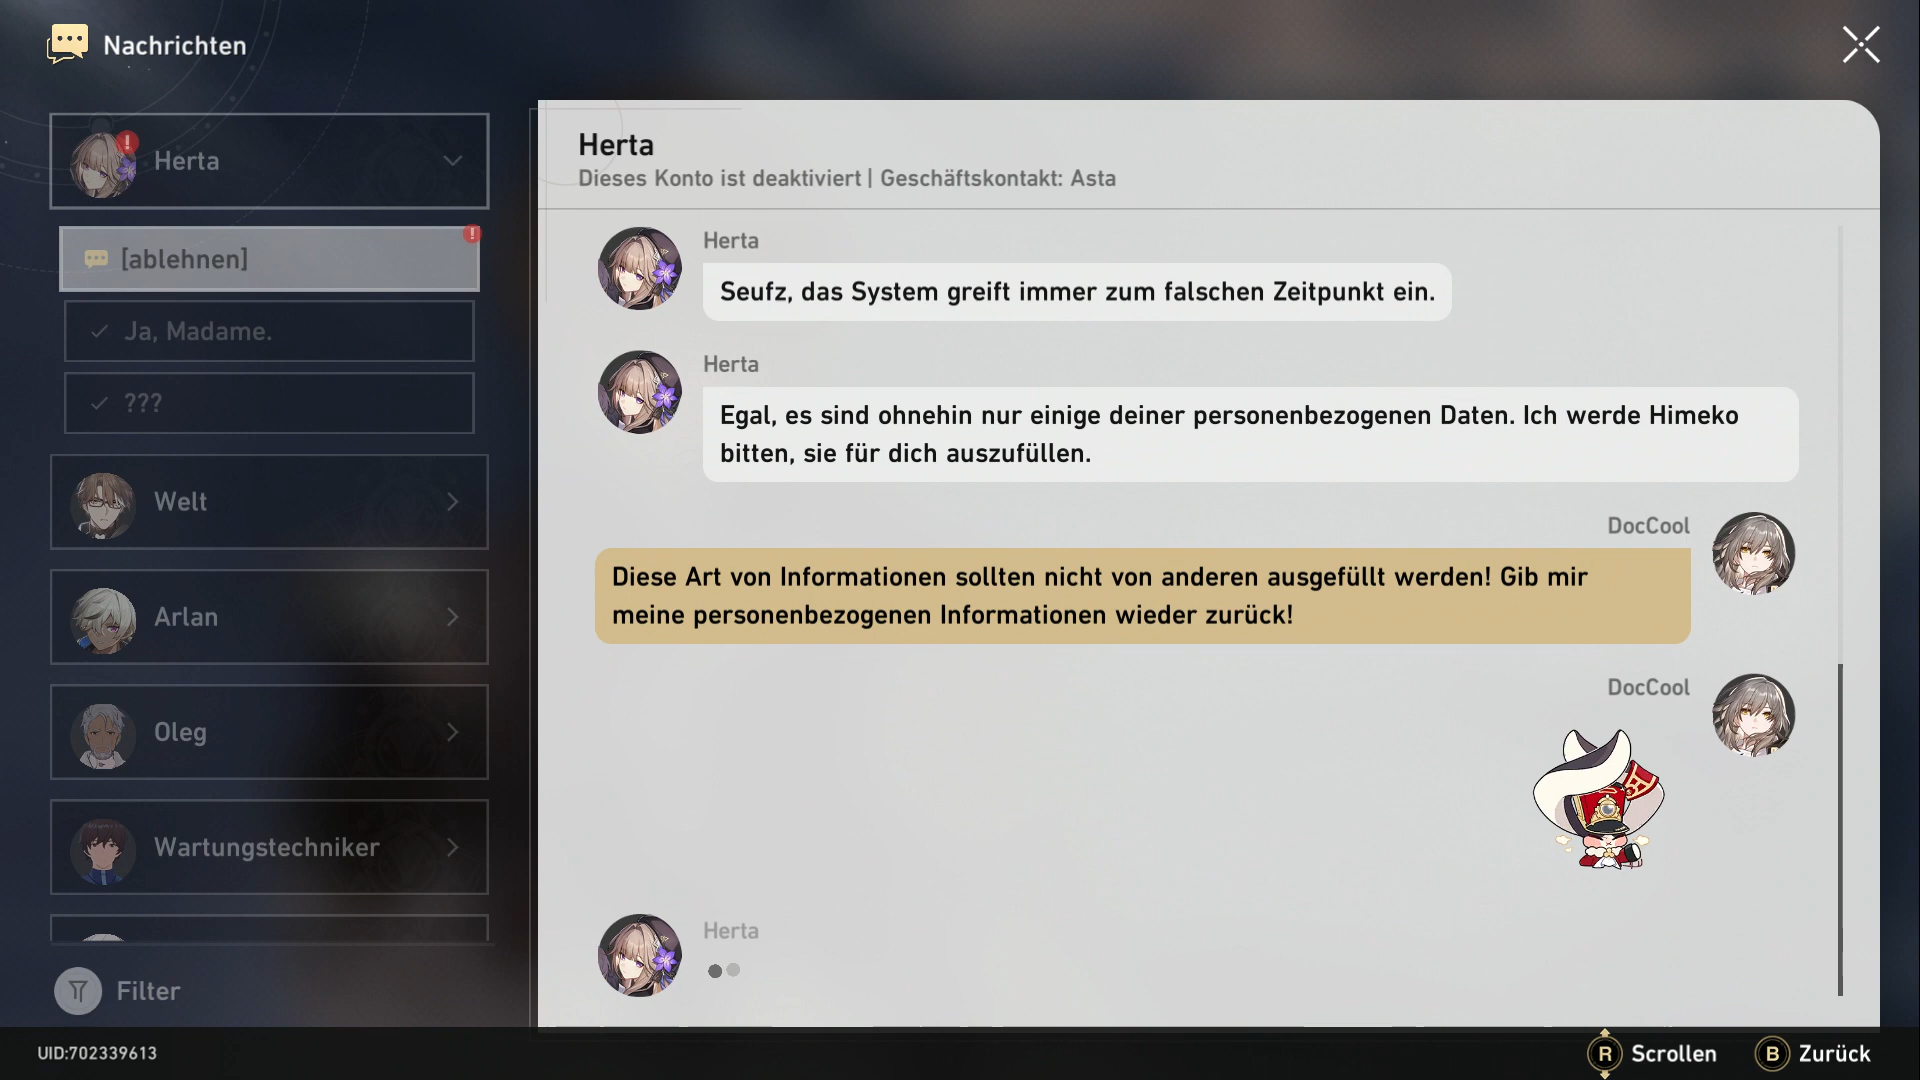 Nachrichten
Herta
[ablehnen]
Ja, Madame.
???
Welt
Arlan
Oleg
Wartungstechniker
Filter
Herta
Dieses Konto ist deaktiviert | Geschäftskontakt: Asta
Herta
Seufz, das System greift immer zum falschen Zeitpunkt ein.
Herta
Egal, es sind ohnehin nur einige deiner personenbezogenen Daten. Ich werde Himeko
bitten, sie für dich auszufüllen.
DocCool
Diese Art von Informationen sollten nicht von anderen ausgefüllt werden! Gib mir
meine personenbezogenen Informationen wieder zurück!
DocCool
Herta
UID:702339613
R Scrollen
B Zurück